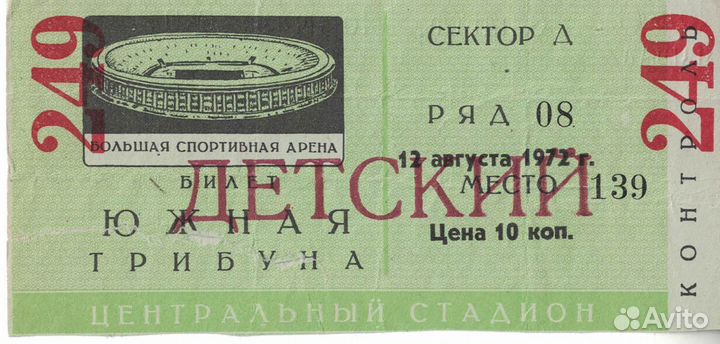 249
БОЛЬШАЯ СПОРТИВНАЯ АРЕНА
БИЛЕТ
ДЕТСКИЙ
ЮЖНАЯ
ТРИБУНА
СЕКТОР Д
РЯД 08
12 августа 1972 г.
МЕСТО 139
Цена 10 коп.
ЦЕНТРАЛЬНЫЙ СТАДИОН
249
КОНТРОЛЬ
Avito